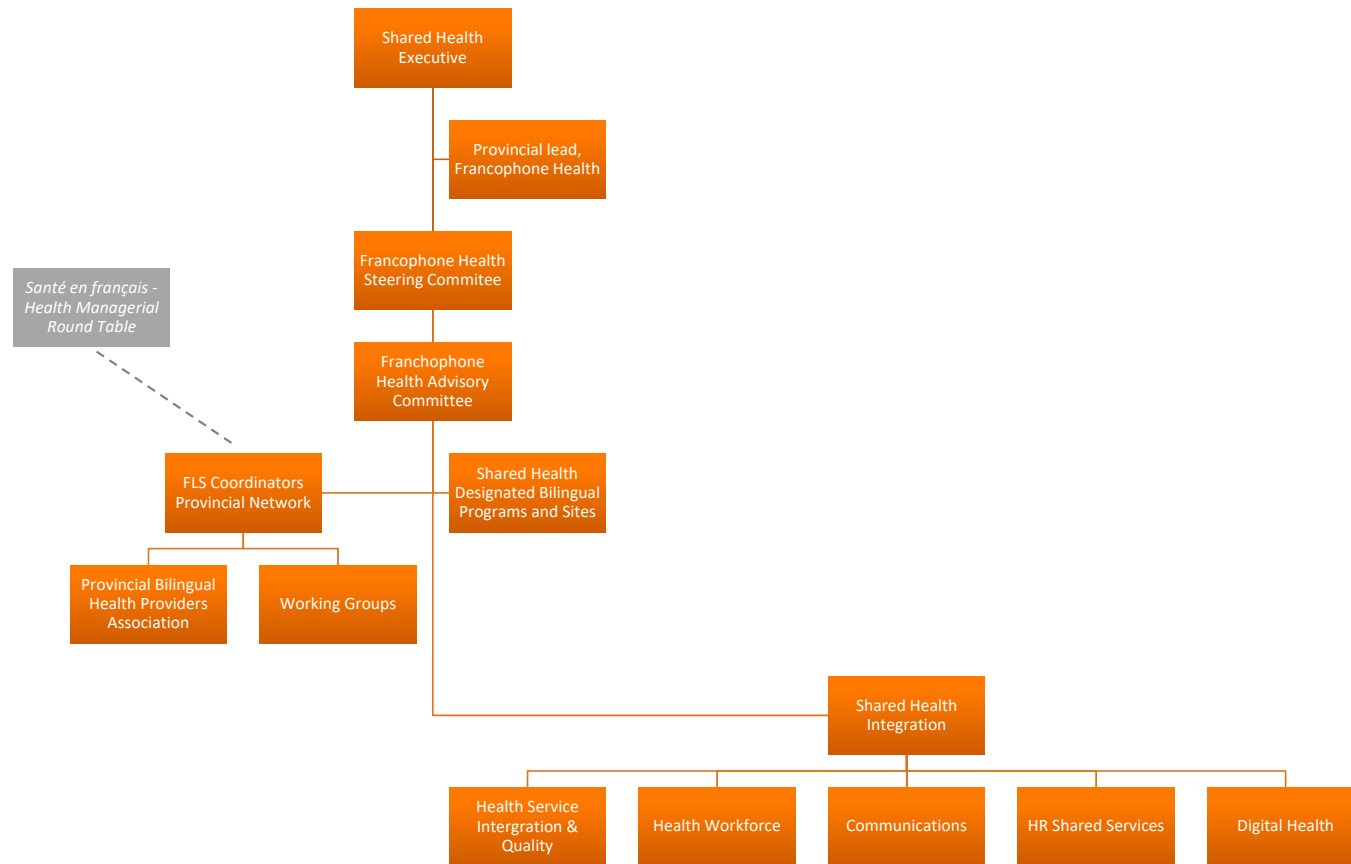 Shared Health
Executive
Provincial lead,
Francophone Health
Francophone Health
Steering Commitee
Santé en français -
Health Managerial
Round Table
Franchophone
Health Advisory
Committee
FLS Coordinators
Provincial Network
Shared Health
Designated Bilingual
Programs and Sites
Provincial Bilingual
Health Providers
Association
Working Groups
Shared Health
Integration
Health Service
Intergration &
Quality
Health Workforce
Communications
HR Shared Services
Digital Health